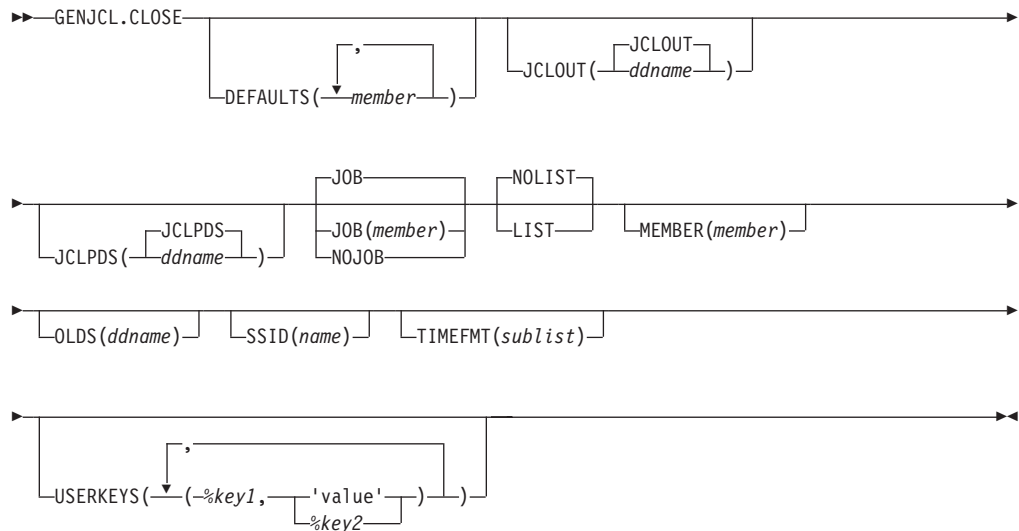 GENJCL.CLOSE
,
DEFAULTS( member )
JCLOUT
JCLOUT( ddname )
JCLPDS
JCLPDS( ddname )
JOB
JOB(member)
NOJOB
NOLIST
LIST
MEMBER(member)
OLDS(ddname)
SSID(name)
TIMEFMT(sublist)
,
USERKEYS( ( %key1, 'value' ) )
%key2